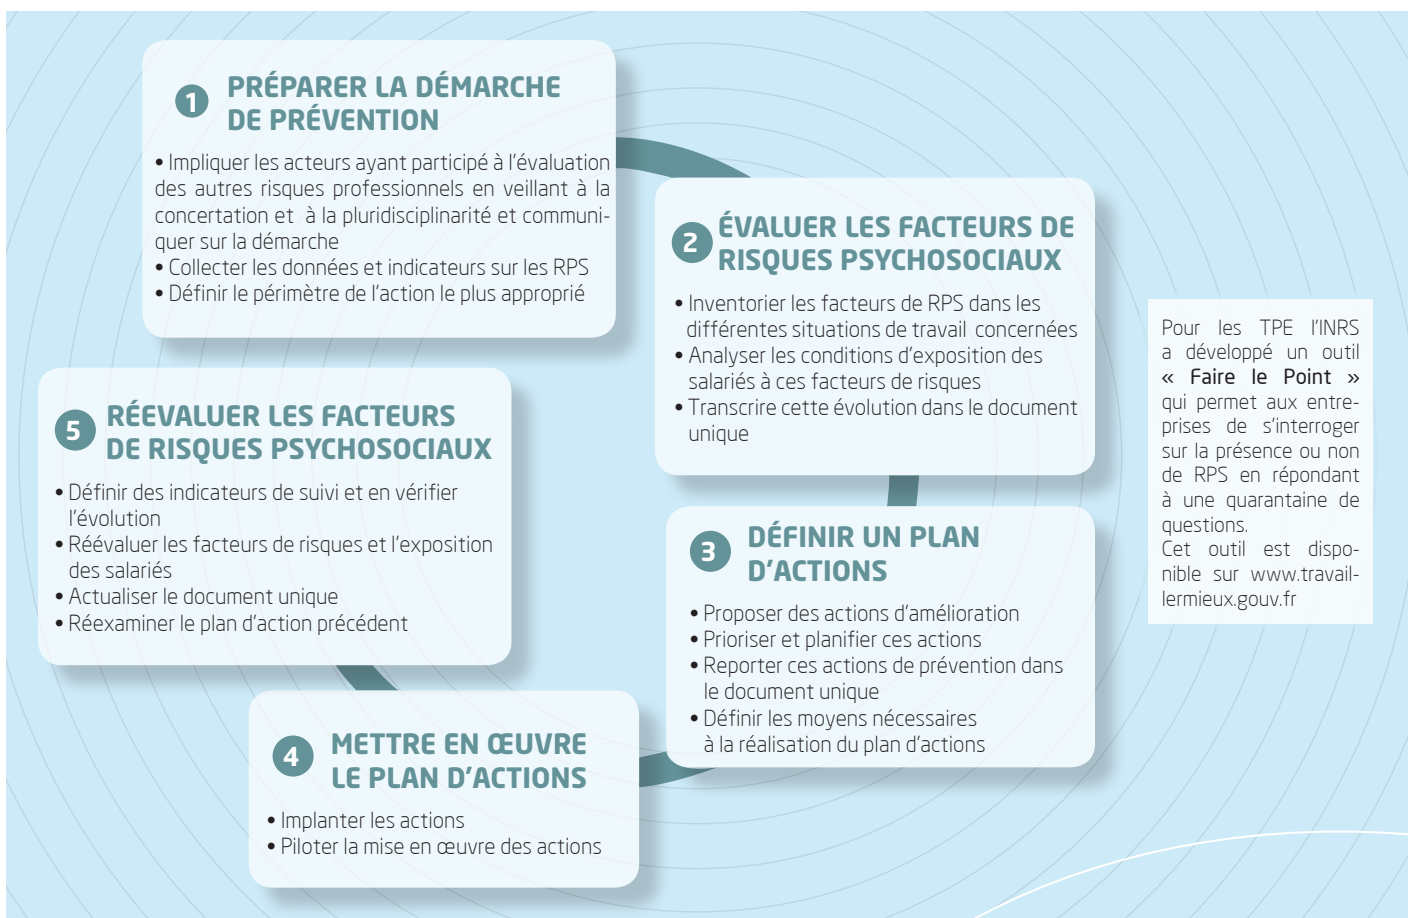 1 PRÉPARER LA DÉMARCHE
DE PRÉVENTION
• Impliquer les acteurs ayant participé à l'évaluation
des autres risques professionnels en veillant à la
concertation et à la pluridisciplinarité et communi-
quer sur la démarche
• Collecter les données et indicateurs sur les RPS
• Définir le périmètre de l'action le plus approprié
2 ÉVALUER LES FACTEURS DE
RISQUES PSYCHOSOCIAUX
• Inventorier les facteurs de RPS dans les
différentes situations de travail concernées
• Analyser les conditions d'exposition des
salariés à ces facteurs de risques
• Transcrire cette évolution dans le document
unique
3 DÉFINIR UN PLAN
D'ACTIONS
• Proposer des actions d'amélioration
• Prioriser et planifier ces actions
• Reporter ces actions de prévention dans
le document unique
• Définir les moyens nécessaires
à la réalisation du plan d'actions
4 METTRE EN ŒUVRE
LE PLAN D'ACTIONS
• Implanter les actions
• Piloter la mise en œuvre des actions
5 RÉEVALUER LES FACTEURS
DE RISQUES PSYCHOSOCIAUX
• Définir des indicateurs de suivi et en vérifier
l'évolution
• Réévaluer les facteurs de risques et l'exposition
des salariés
• Actualiser le document unique
• Réexaminer le plan d'action précédent
Pour les TPE l'INRS
a développé un outil
« Faire le Point »
qui permet aux entre-
prises de s'interroger
sur la présence ou non
de RPS en répondant
à une quarantaine de
questions.
Cet outil est dispo-
nible sur www.travail-
lermieux.gouv.fr